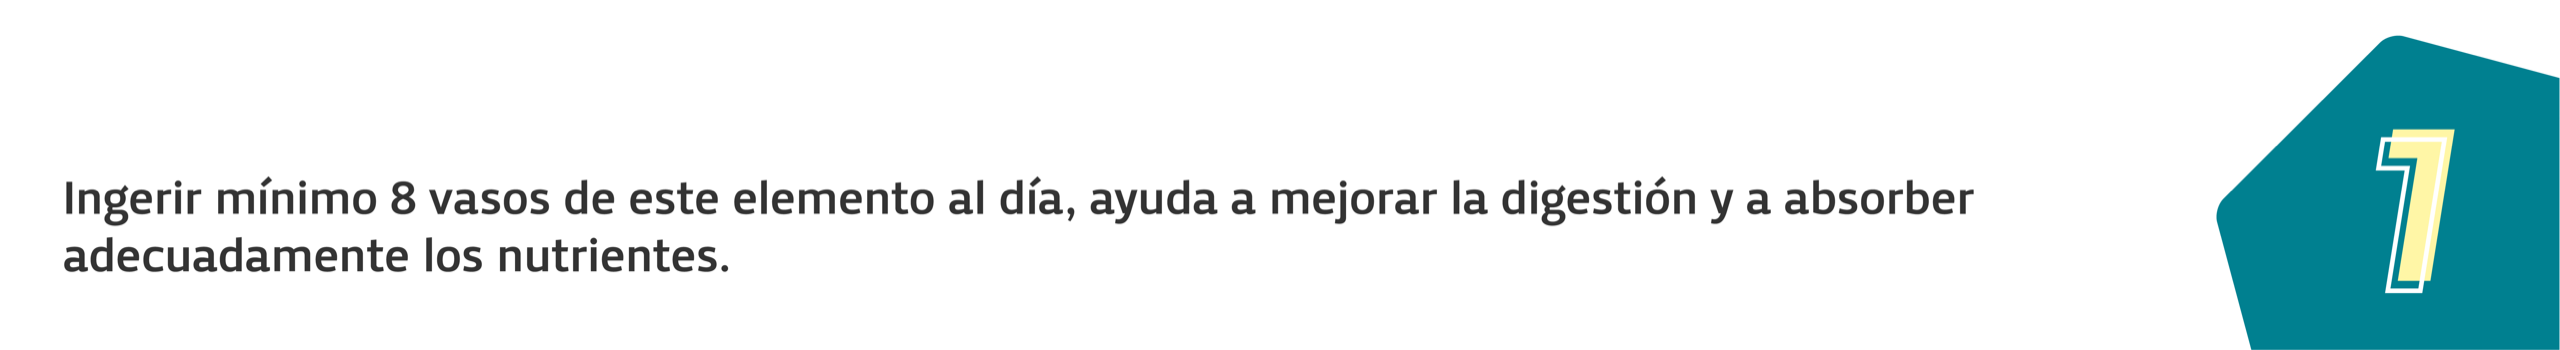 Ingerir mínimo 8 vasos de este elemento al día, ayuda a mejorar la digestión y a absorber
adecuadamente los nutrientes.
1